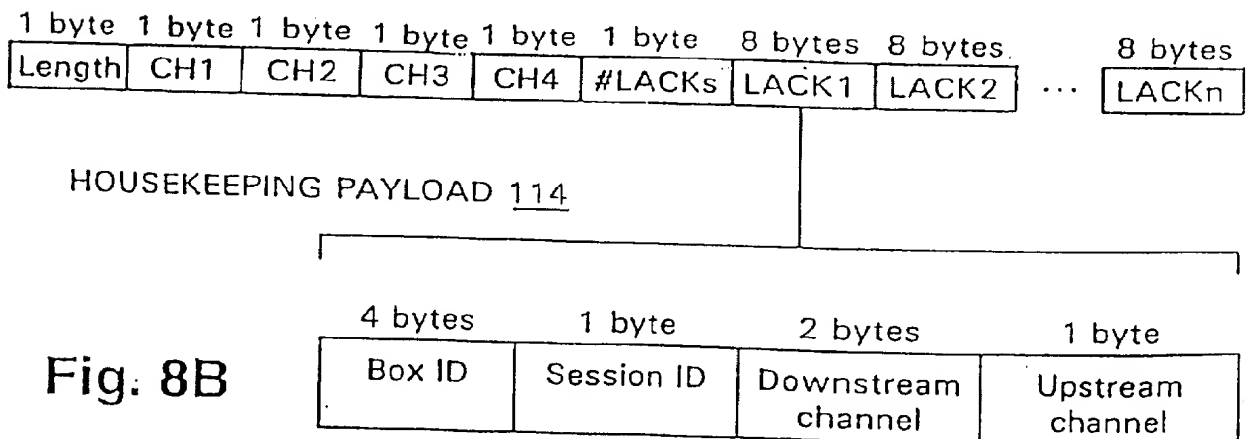 1 byte 1 byte 1 byte 1 byte 1 byte 1 byte 8 bytes 8 bytes 8 bytes
Length CH1 CH2 CH3 CH4 #LACKs LACK1 LACK2 ... LACKn
HOUSEKEEPING PAYLOAD 114
4 bytes 1 byte 2 bytes 1 byte
Box ID Session ID Downstream channel Upstream channel
Fig. 8B